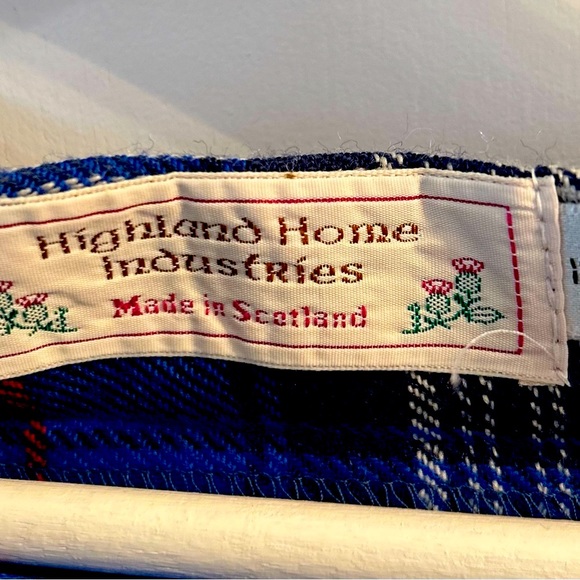 Highland Home
Industries
Made in Scotland